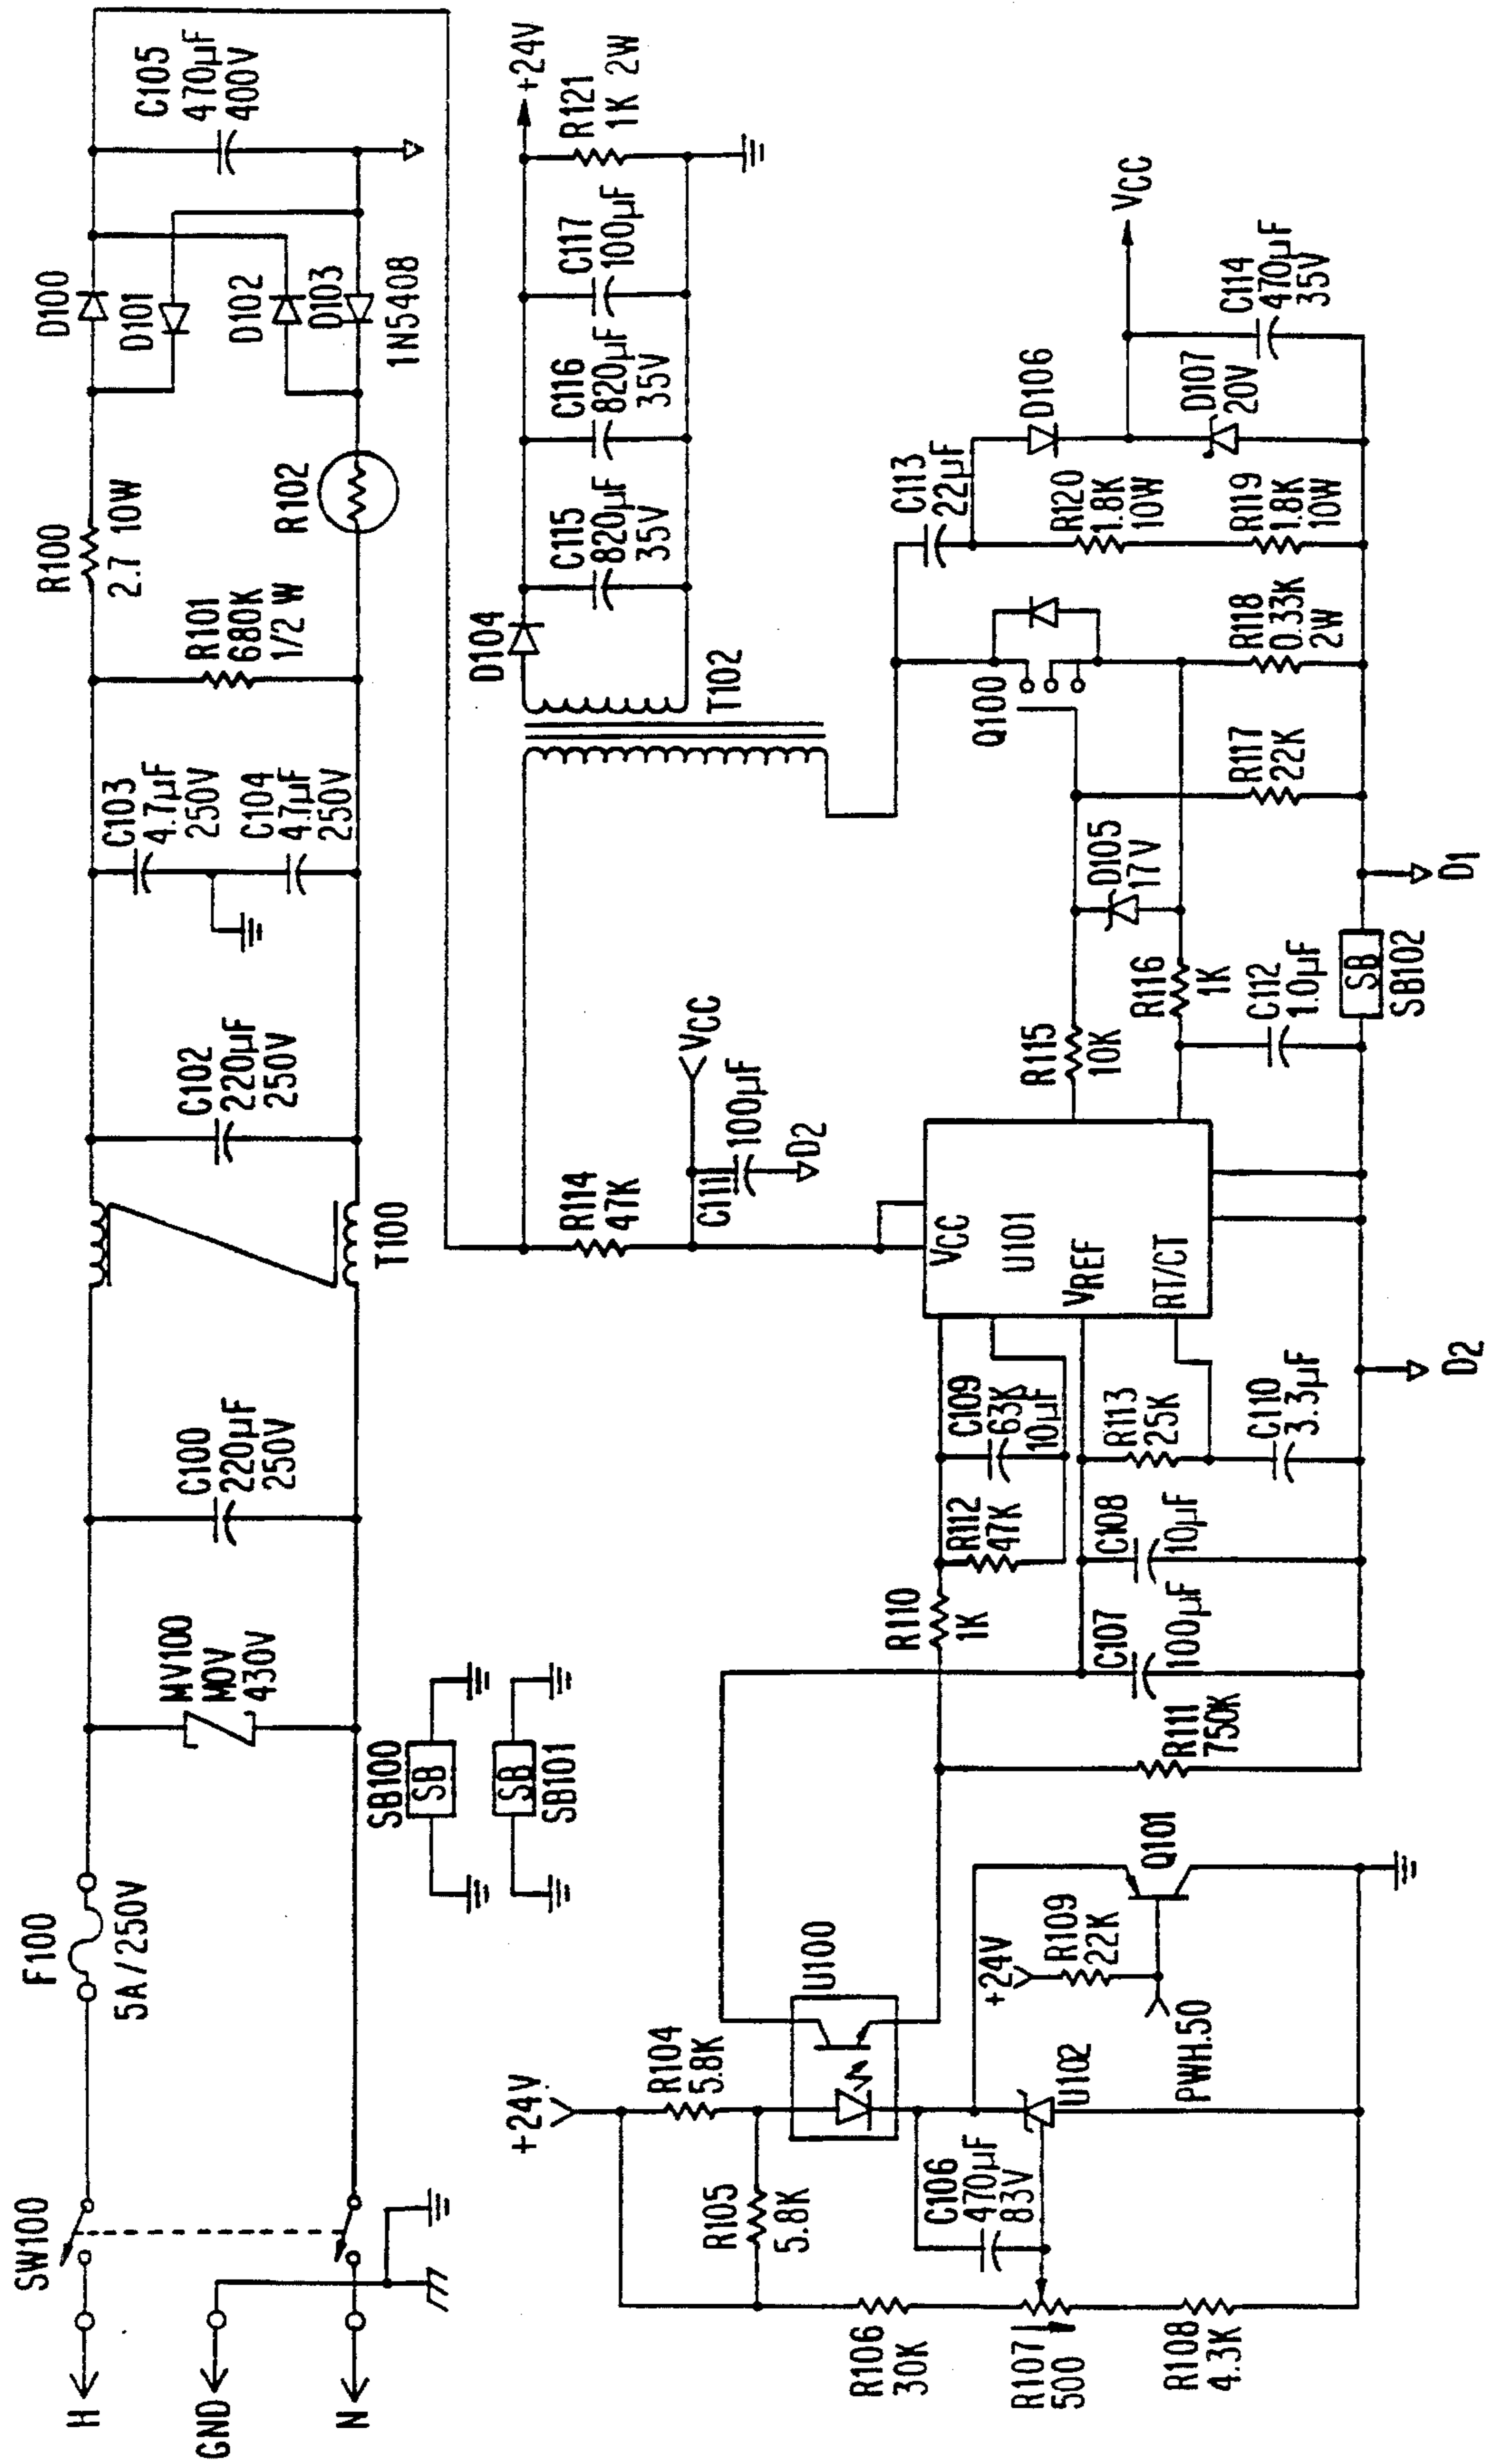 H
GND
N
SW100
F100
5A/250V
MV100
MOV
430V
C100
220µF
250V
T100
C102
220µF
250V
C103
4.7µF
250V
C104
4.7µF
250V
R101
680K
1/2 W
R100
2.7 10W
R102
D100
D101
D102
D103
1N5408
C105
470µF
400V
SB100
SB
SB
SB101
D104
T102
C115
820µF
35V
C116
820µF
35V
C117
100µF
R121
1K 2W
+24V
R114
47K
C111
100µF
VCC
D2
+24V
R104
5.8K
R105
5.8K
U100
C106
470µF
83V
R106
30K
R107
500
R108
4.3K
U102
+24V
R109
22K
PWH.50
Q101
R110
1K
R111
750K
C107
100µF
C108
10µF
R112
47K
C109
63K
10µF
R113
25K
C110
3.3µF
D2
VCC
U101
VREF
RT/CT
R115
10K
R116
1K
C112
1.0µF
SB
SB102
D1
D105
17V
R117
22K
Q100
R118
0.33K
2W
C113
22µF
R120
1.8K
10W
R119
1.8K
10W
D106
D107
20V
C114
470µF
35V
VCC